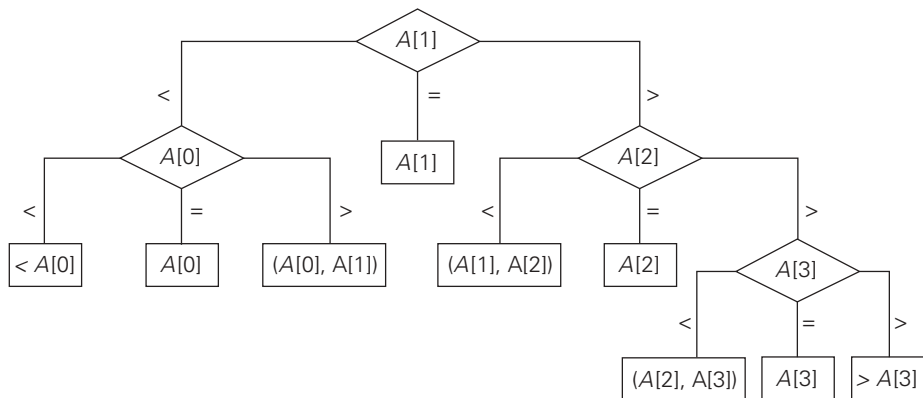 A[1]
< = >
A[0] A[1] A[2]
< = > < = >
< A[0] A[0] (A[0], A[1]) (A[1], A[2]) A[2] A[3]
< = >
(A[2], A[3]) A[3] > A[3]